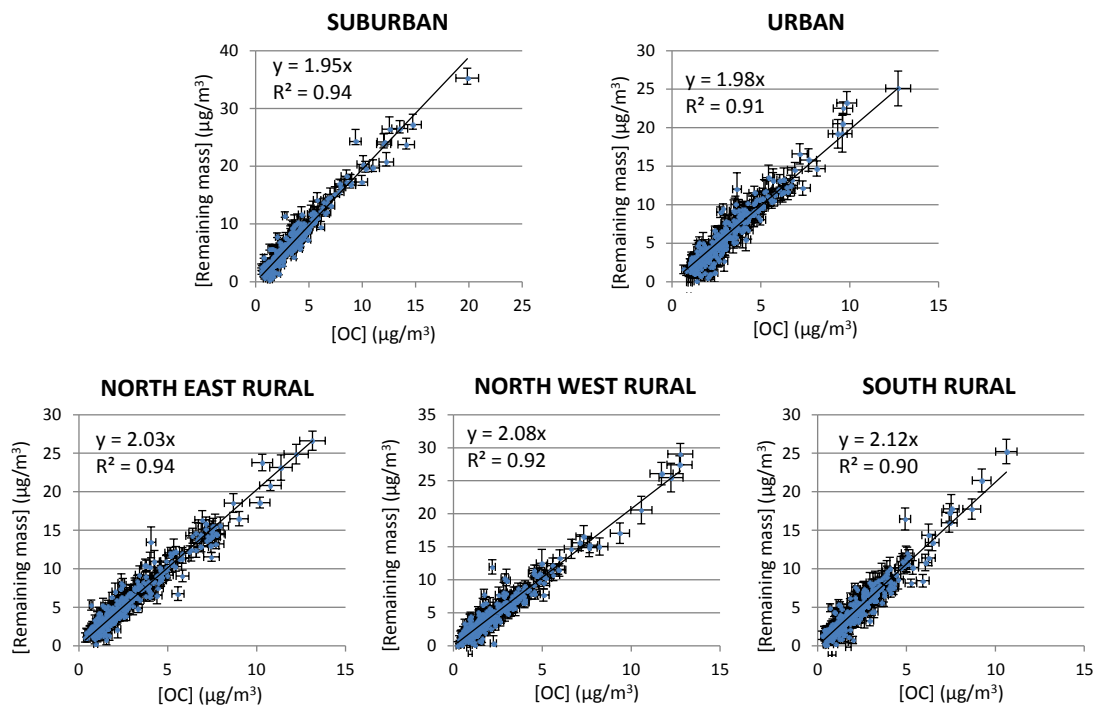 SUBURBAN
[Remaining mass] (µg/m³)
40
30
20
10
0
y = 1.95x
R² = 0.94
0 5 10 15 20 25
[OC] (µg/m³)
URBAN
[Remaining mass] (µg/m³)
30
25
20
15
10
5
0
y = 1.98x
R² = 0.91
0 5 10 15
[OC] (µg/m³)
NORTH EAST RURAL
[Remaining mass] (µg/m³)
30
25
20
15
10
5
0
y = 2.03x
R² = 0.94
0 5 10 15
[OC] (µg/m³)
NORTH WEST RURAL
[Remaining mass] (µg/m³)
35
30
25
20
15
10
5
0
y = 2.08x
R² = 0.92
0 5 10 15
[OC] (µg/m³)
SOUTH RURAL
[Remaining mass] (µg/m³)
30
25
20
15
10
5
0
y = 2.12x
R² = 0.90
0 5 10 15
[OC] (µg/m³)